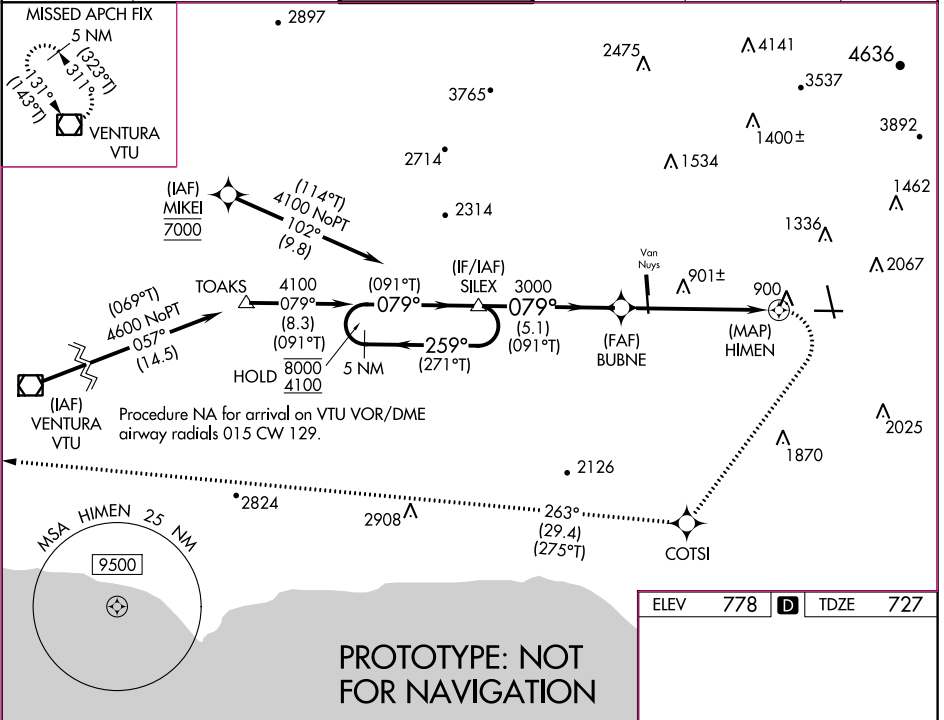 MISSED APCH FIX
5 NM
(323°T)
311°
131°
(143°T)
VENTURA
VTU
2897
2475
4141
4636
3537
3765
1400±
3892
2714
1534
(IAF)
MIKEI
7000
(114°T)
4100 NoPT
102°
(9.8)
2314
1462
1336
2067
TOAKS
4100
079°
(8.3)
(091°T)
(091°T)
079°
(IF/IAF)
SILEX
3000
079°
(5.1)
(091°T)
Van
Nuys
901±
900
(069°T)
4600 NoPT
057°
(14.5)
HOLD
8000
4100
5 NM
259°
(271°T)
(FAF)
BUBNE
(MAP)
HIMEN
(IAF)
VENTURA
VTU
Procedure NA for arrival on VTU VOR/DME
airway radials 015 CW 129.
2025
1870
2126
2824
2908
263°
(29.4)
(275°T)
COTSI
MSA HIMEN 25 NM
9500
ELEV 778 D TDZE 727
PROTOTYPE: NOT
FOR NAVIGATION